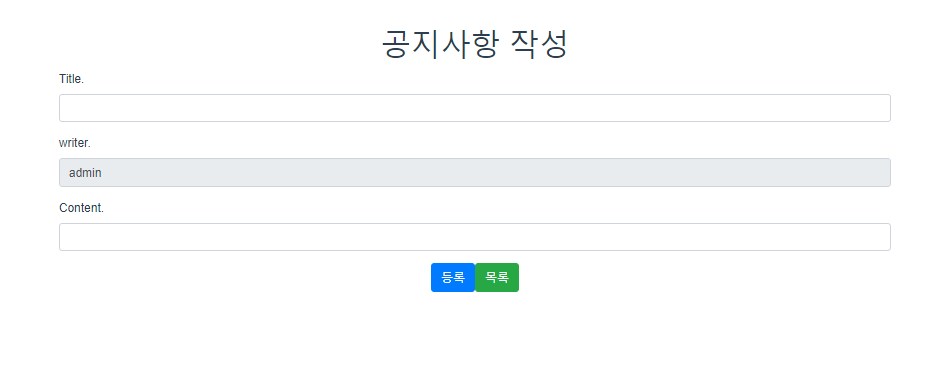 공지사항 작성
Title.
writer.
admin
Content.
등록 목록